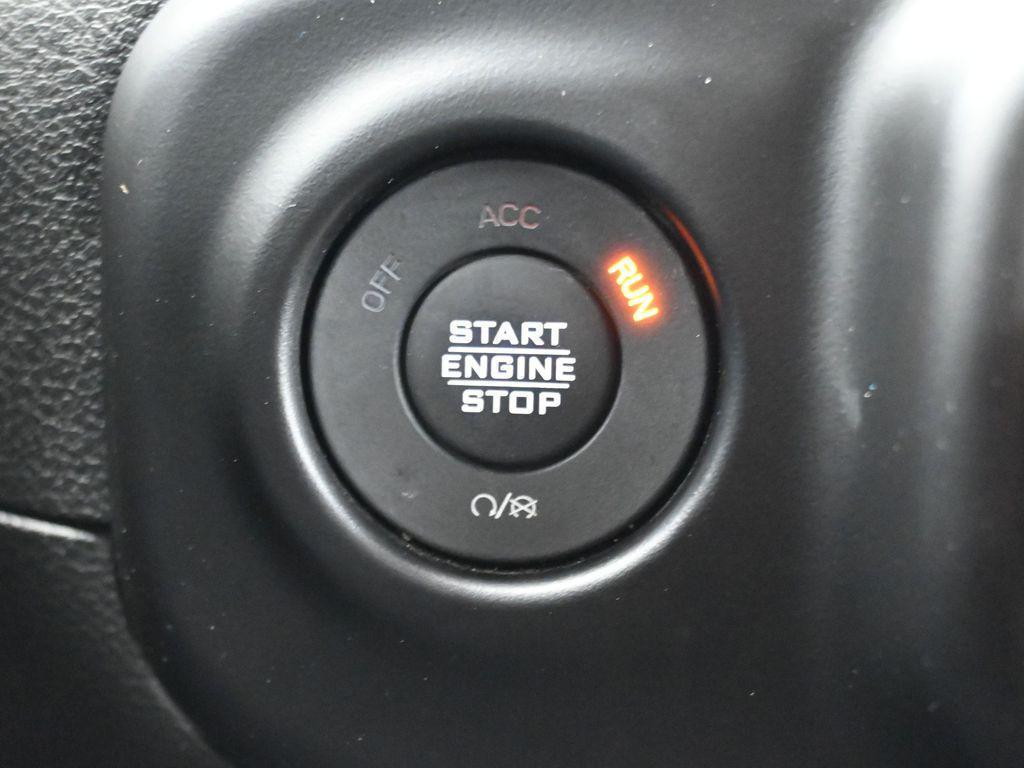 ACC
OFF
RUN
START
ENGINE
STOP